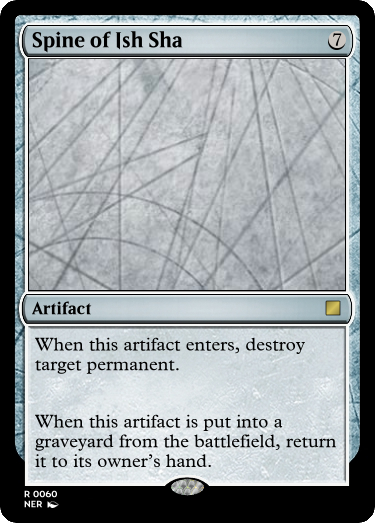 Spine of Ish Sha 7
Artifact
When this artifact enters, destroy
target permanent.
When this artifact is put into a
graveyard from the battlefield, return
it to its owner's hand.
R 0060
NER